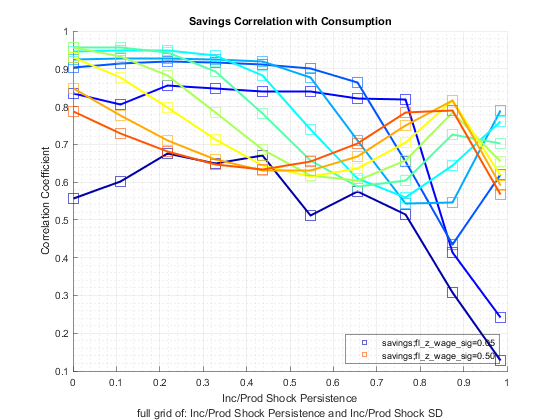 Savings Correlation with Consumption
1
0.9
0.8
0.7
0.6
0.5
0.4
0.3
0.2
0.1
Correlation Coefficient
savings;fl_z_wage_sig=0.05
savings;fl_z_wage_sig=0.50
0 0.1 0.2 0.3 0.4 0.5 0.6 0.7 0.8 0.9 1
Inc/Prod Shock Persistence
full grid of: Inc/Prod Shock Persistence and Inc/Prod Shock SD